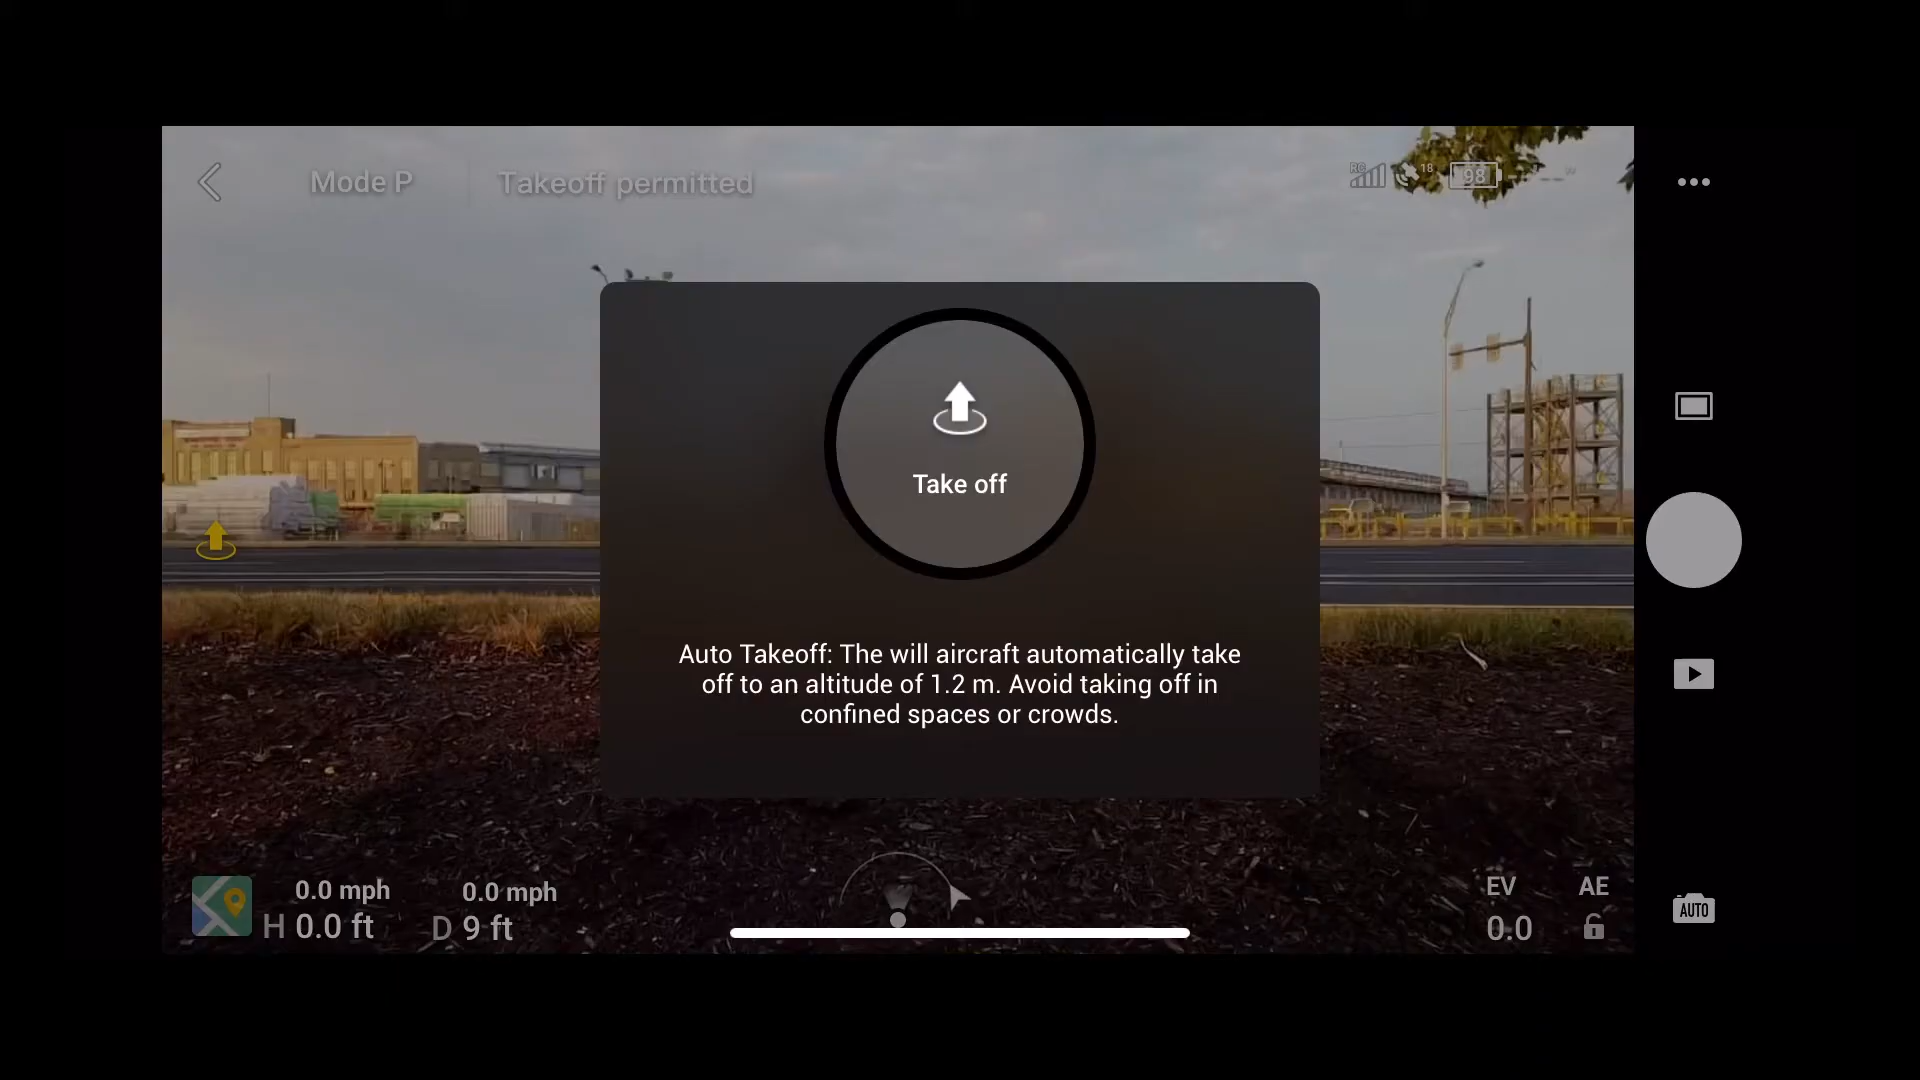 Mode P
Takeoff permitted
RC
18
98
Take off
Auto Takeoff: The will aircraft automatically take
off to an altitude of 1.2 m. Avoid taking off in
confined spaces or crowds.
0.0 mph 0.0 mph
H 0.0 ft D 9 ft
EV AE
0.0
AUTO